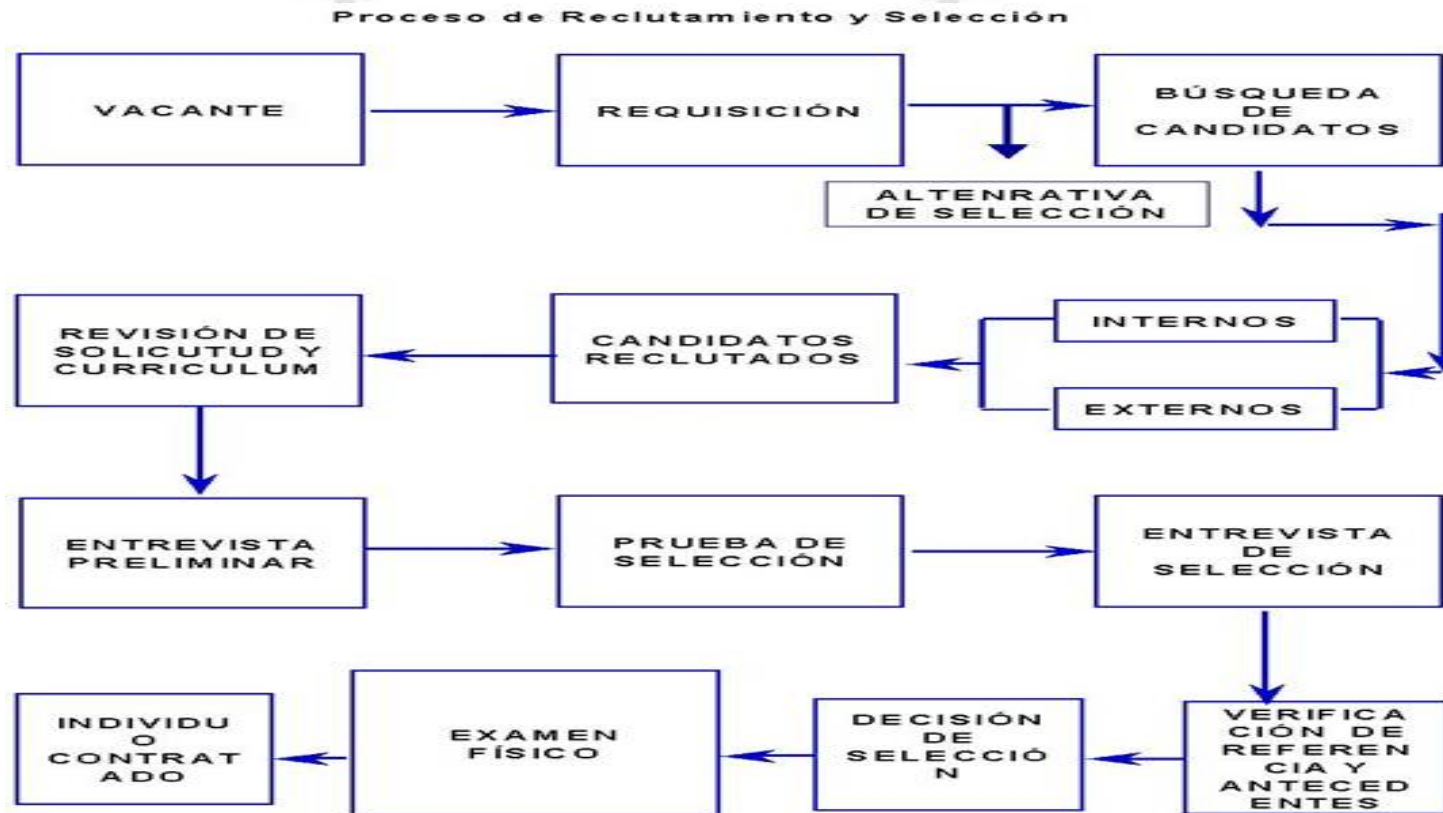 Proceso de Reclutamiento y Selección
VACANTE
REQUISICIÓN
BÚSQUEDA
DE
CANDIDATOS
ALTENRATIVA
DE SELECCIÓN
INTERNOS
EXTERNOS
CANDIDATOS
RECLUTADOS
REVISIÓN DE
SOLICUTUD Y
CURRICULUM
ENTREVISTA
PRELIMINAR
PRUEBA DE
SELECCIÓN
ENTREVISTA
DE
SELECCIÓN
VERIFICA
CIÓN DE
REFEREN
CIA Y
ANTECED
ENTES
DECISIÓN
DE
SELECCIÓ
N
EXAMEN
FÍSICO
INDIVIDU
O
CONTRAT
ADO